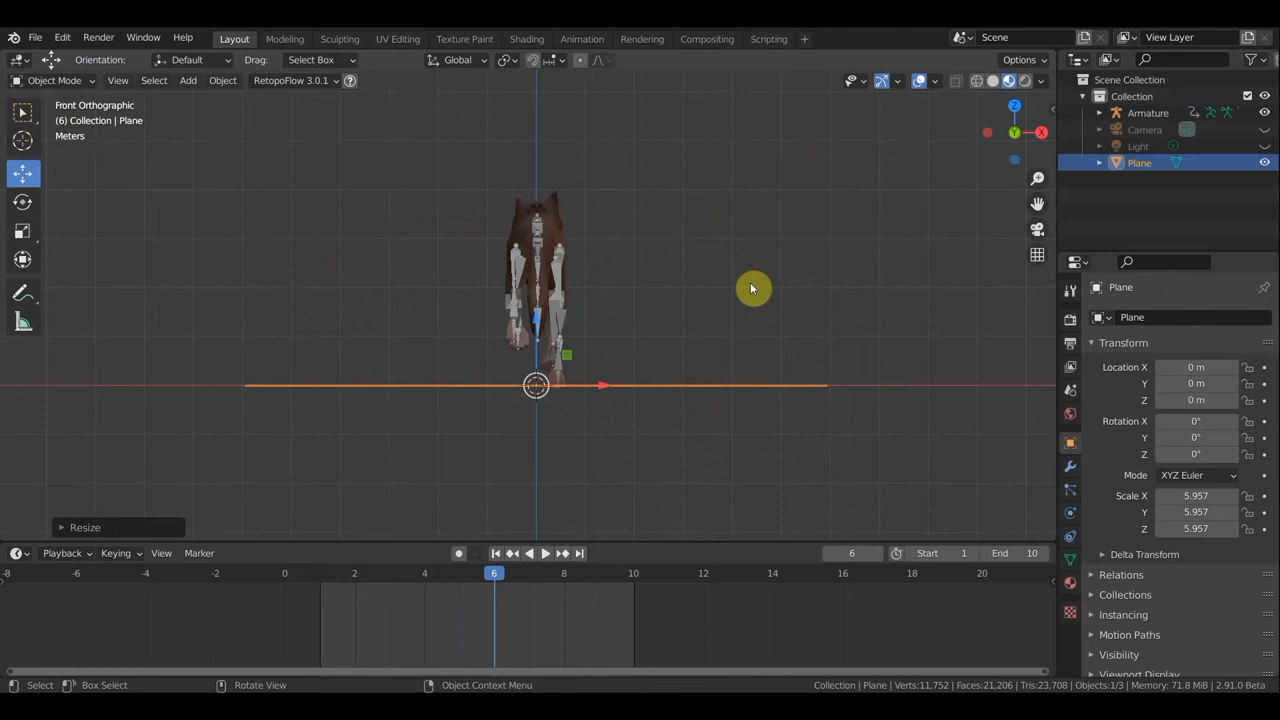 File Edit Render Window Help Layout Modeling Sculpting UV Editing Texture Paint Shading Animation Rendering Compositing Scripting Scene View Layer
Orientation: Default Drag: Select Box Global Options
Object Mode View Select Add Object RetopoFlow 3.0.1
Front Orthographic
(6) Collection | Plane
Meters
Z
Y
X
Scene Collection
Collection
Armature
Camera
Light
Plane
Plane
Plane
Transform
Location X 0 m
Y 0 m
Z 0 m
Rotation X 0°
Y 0°
Z 0°
Mode XYZ Euler
Scale X 5.957
Y 5.957
Z 5.957
Delta Transform
Relations
Collections
Instancing
Motion Paths
Visibility
Viewport Display
Resize
Playback Keying View Marker 6 Start 1 End 10
-8 -6 -4 -2 0 2 4 6 8 10 12 14 16 18 20
Select Box Select Rotate View Object Context Menu Collection | Plane | Verts:11,752 | Faces:21,206 | Tris:23,708 | Objects:1/3 | Memory: 71.8 MiB | 2.91.0 Beta